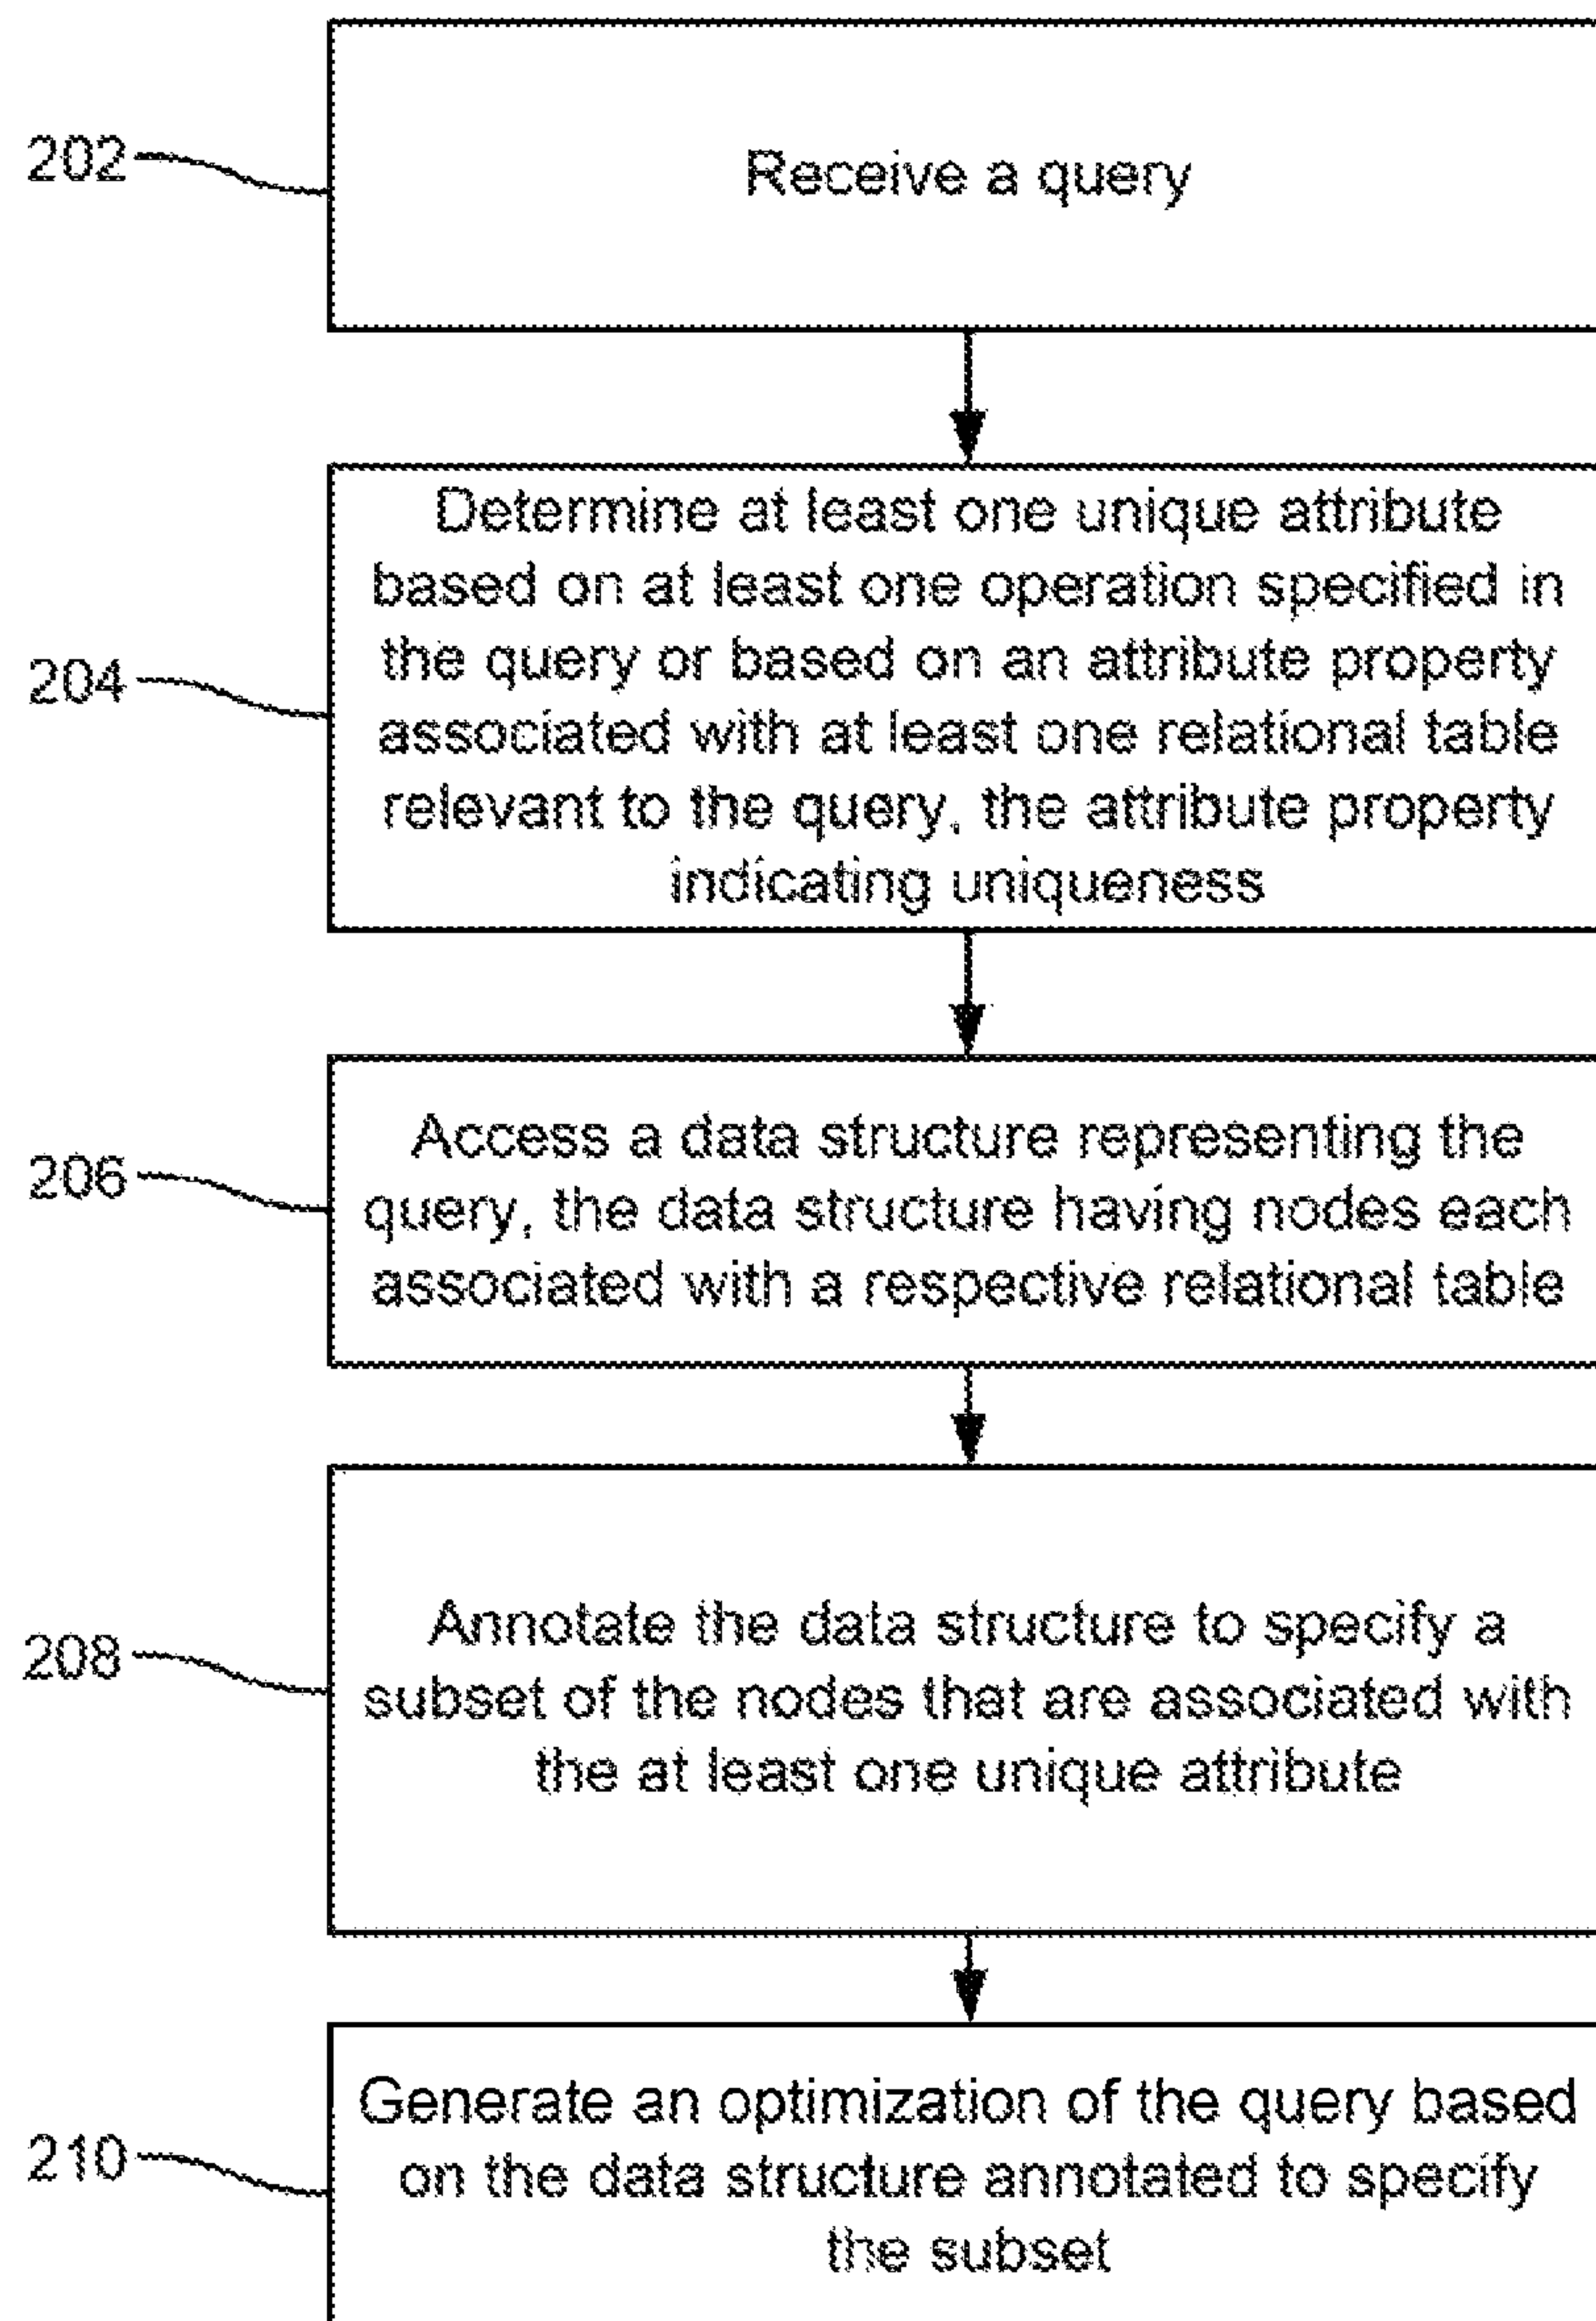 202
Receive a query
204
Determine at least one unique attribute
based on at least one operation specified in
the query or based on an attribute property
associated with at least one relational table
relevant to the query, the attribute property
indicating uniqueness
206
Access a data structure representing the
query, the data structure having nodes each
associated with a respective relational table
208
Annotate the data structure to specify a
subset of the nodes that are associated with
the at least one unique attribute
210
Generate an optimization of the query based
on the data structure annotated to specify
the subset